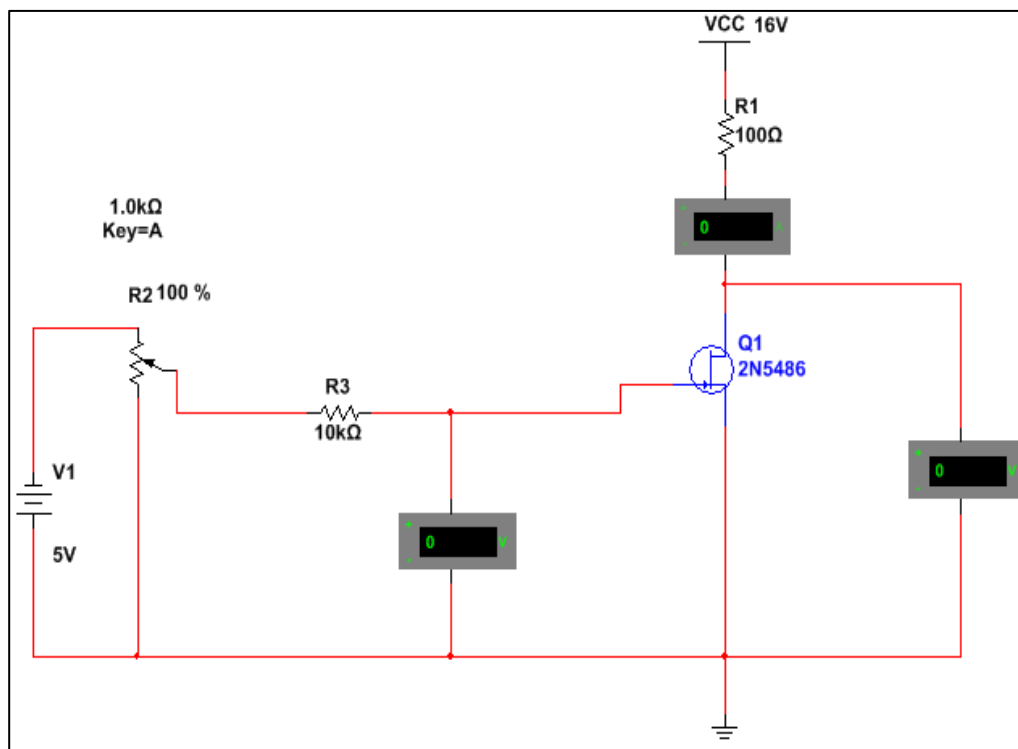 VCC 16V
R1
100Ω
0
1.0kΩ
Key=A
R2 100 %
Q1
2N5486
R3
10kΩ
V1
5V
+
0 V
-
+
0 V
-